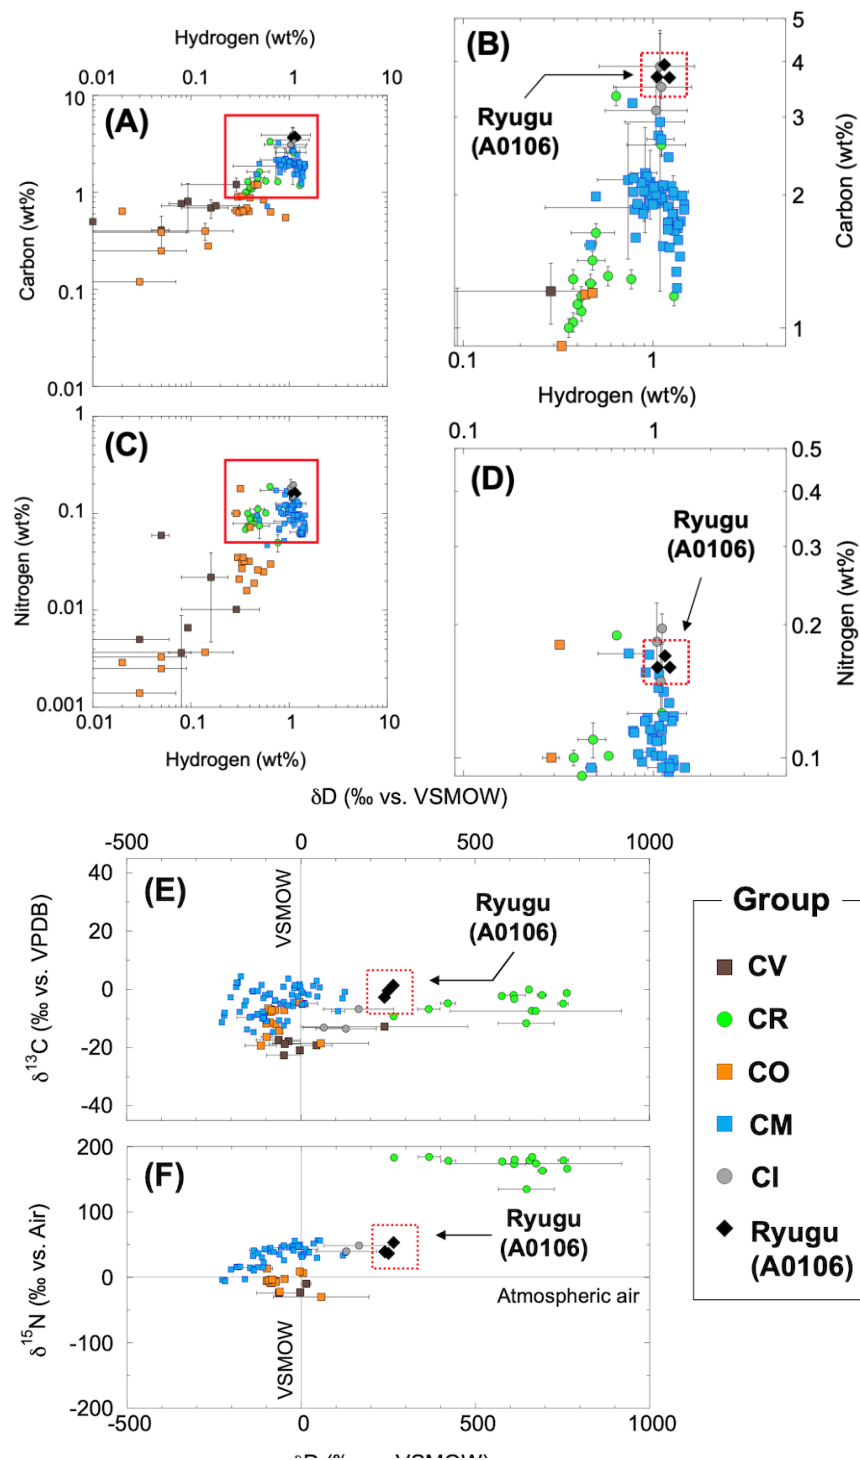 Hydrogen (wt%)
0.01
0.1
1
10
(A)
10
1
0.1
0.01
Carbon (wt%)
(B)
Ryugu
(A0106)
5
4
3
2
1
Carbon (wt%)
0.1
1
Hydrogen (wt%)
(C)
1
0.1
0.01
0.001
Nitrogen (wt%)
0.01
0.1
1
10
Hydrogen (wt%)
0.1
1
(D)
Ryugu
(A0106)
0.5
0.4
0.3
0.2
0.1
Nitrogen (wt%)
δD (‰ vs. VSMOW)
-500
0
500
1000
(E)
VSMOW
Ryugu
(A0106)
40
20
0
-20
-40
δ13C (‰ vs. VPDB)
(F)
Ryugu
(A0106)
Atmospheric air
VSMOW
200
100
0
-100
-200
δ15N (‰ vs. Air)
-500
0
500
1000
Group
CV
CR
CO
CM
CI
Ryugu
(A0106)